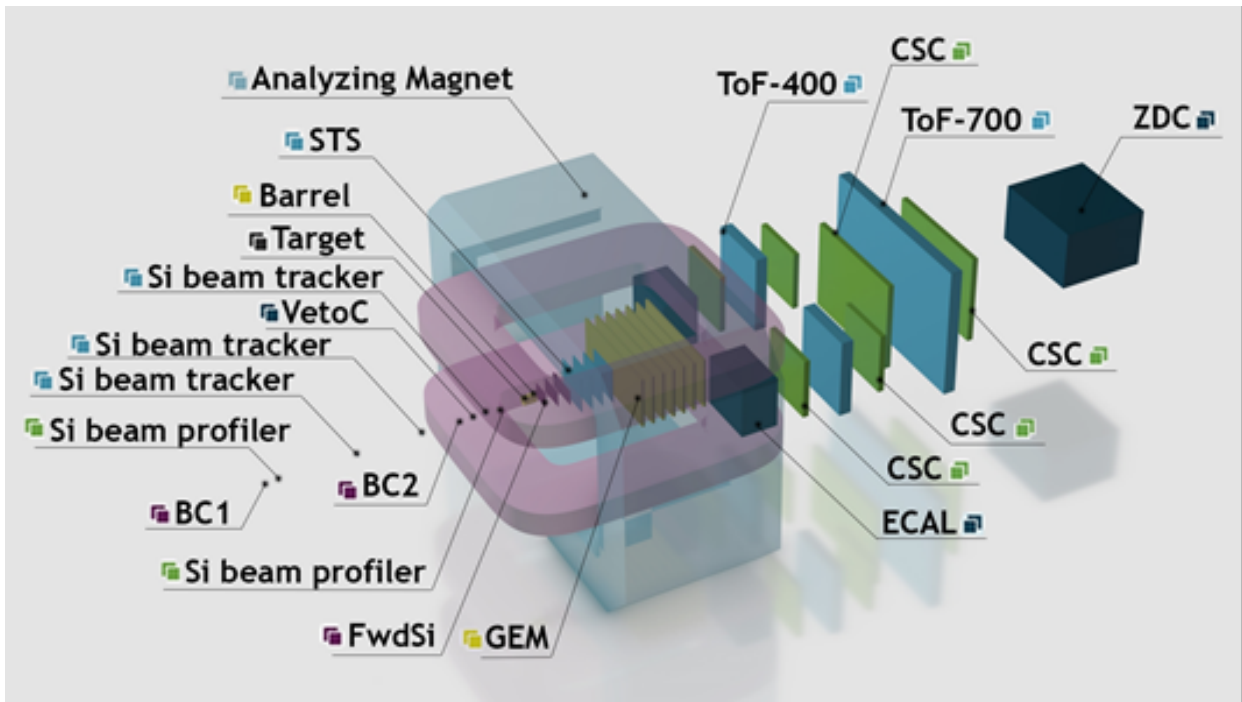 CSC
Analyzing Magnet
ToF-400
ToF-700
ZDC
STS
Barrel
Target
Si beam tracker
VetoC
Si beam tracker
Si beam tracker
Si beam profiler
BC2
BC1
CSC
CSC
CSC
ECAL
Si beam profiler
FwdSi
GEM